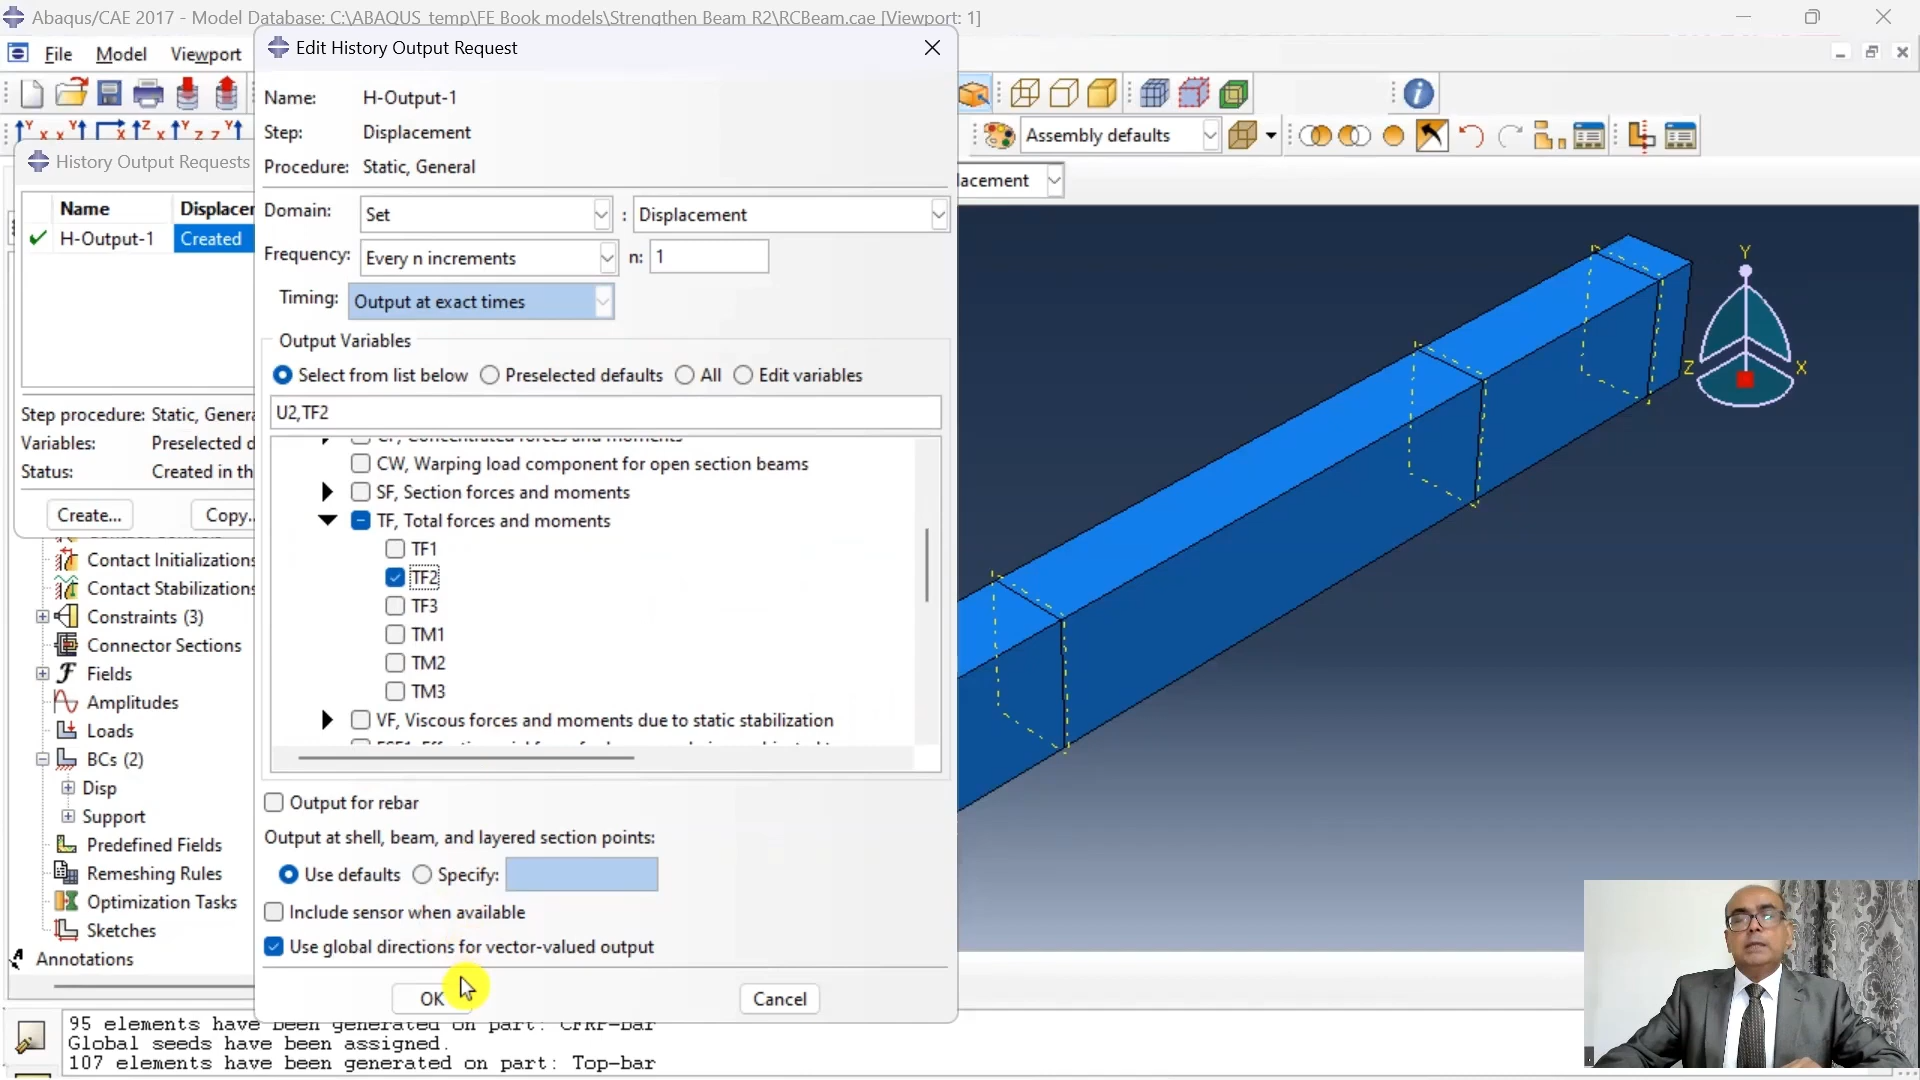 Abaqus/CAE 2017 - Model Database: C:\ABAQUS_temp\FE Book models\Strengthen Beam R2\RCBeam.cae [Viewport: 1]
File Model Viewport
Edit History Output Request
Name: H-Output-1
Step: Displacement
Procedure: Static, General
Domain: Set : Displacement
Frequency: Every n increments n: 1
Timing: Output at exact times
Output Variables
Select from list below Preselected defaults All Edit variables
U2,TF2
CW, Warping load component for open section beams
SF, Section forces and moments
TF, Total forces and moments
TF1
TF2
TF3
TM1
TM2
TM3
VF, Viscous forces and moments due to static stabilization
Output for rebar
Output at shell, beam, and layered section points:
Use defaults Specify:
Include sensor when available
Use global directions for vector-valued output
OK Cancel
Assembly defaults
lacement
History Output Requests
Name Displacer
H-Output-1 Created
Step procedure: Static, Genera
Variables: Preselected d
Status: Created in th
Create... Copy..
Contact Initializations
Contact Stabilizations
Constraints (3)
Connector Sections
Fields
Amplitudes
Loads
BCs (2)
Disp
Support
Predefined Fields
Remeshing Rules
Optimization Tasks
Sketches
Annotations
Y
Z
X
95 elements have been generated on part: CFRP-bar
Global seeds have been assigned.
107 elements have been generated on part: Top-bar